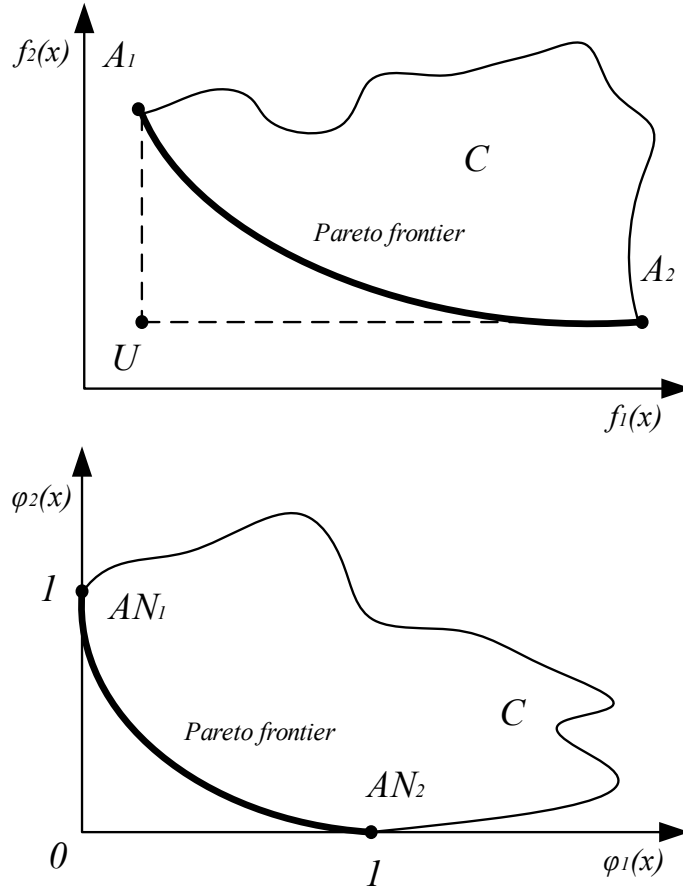 f₂(x)
A₁
C
Pareto frontier
A₂
U
f₁(x)
φ₂(x)
1
AN₁
C
Pareto frontier
AN₂
0
1
φ₁(x)